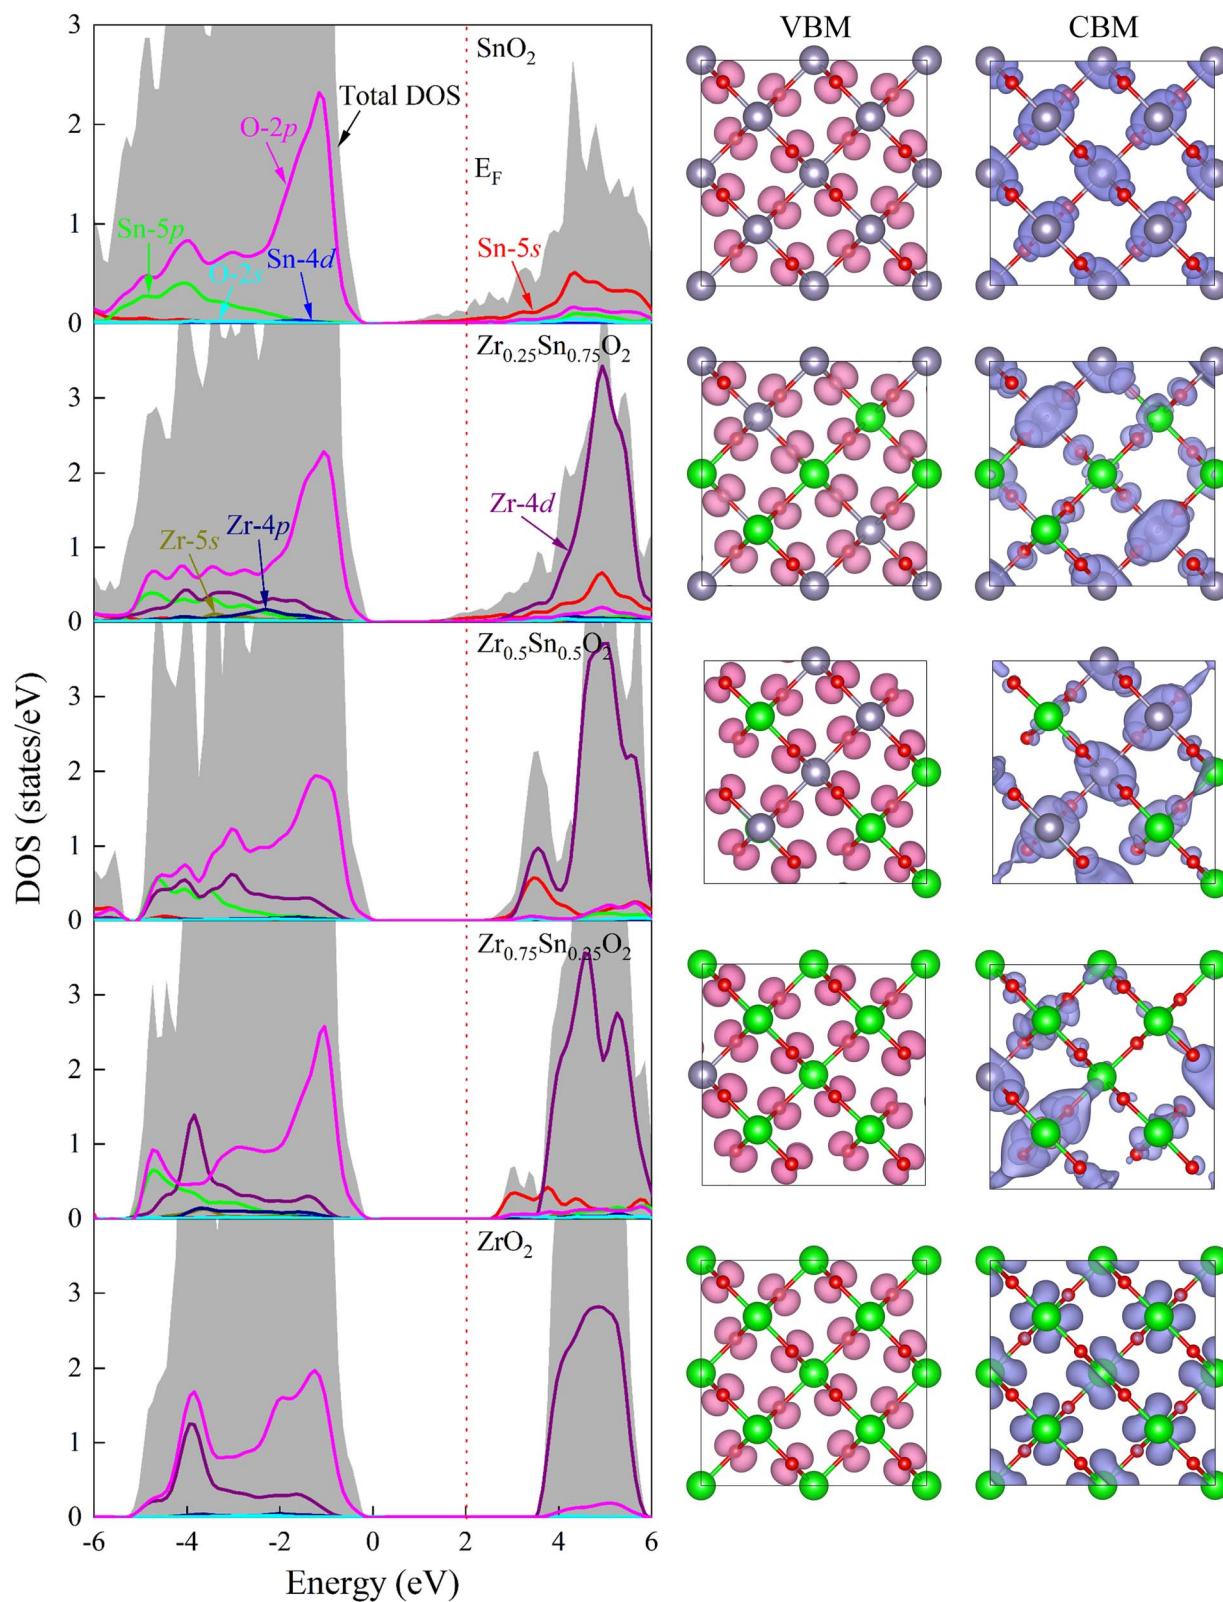 VBM
CBM
3
SnO₂
Total DOS
O-2p
2
E_F
1
Sn-5p
O-2s
Sn-4d
Sn-5s
0
Zr₀.₂₅Sn₀.₇₅O₂
3
2
Zr-4d
1
Zr-5s
Zr-4p
0
Zr₀.₅Sn₀.₅O₂
3
2
1
0
Zr₀.₇₅Sn₀.₂₅O₂
3
2
1
0
ZrO₂
3
2
1
0
DOS (states/eV)
-6 -4 -2 0 2 4 6
Energy (eV)